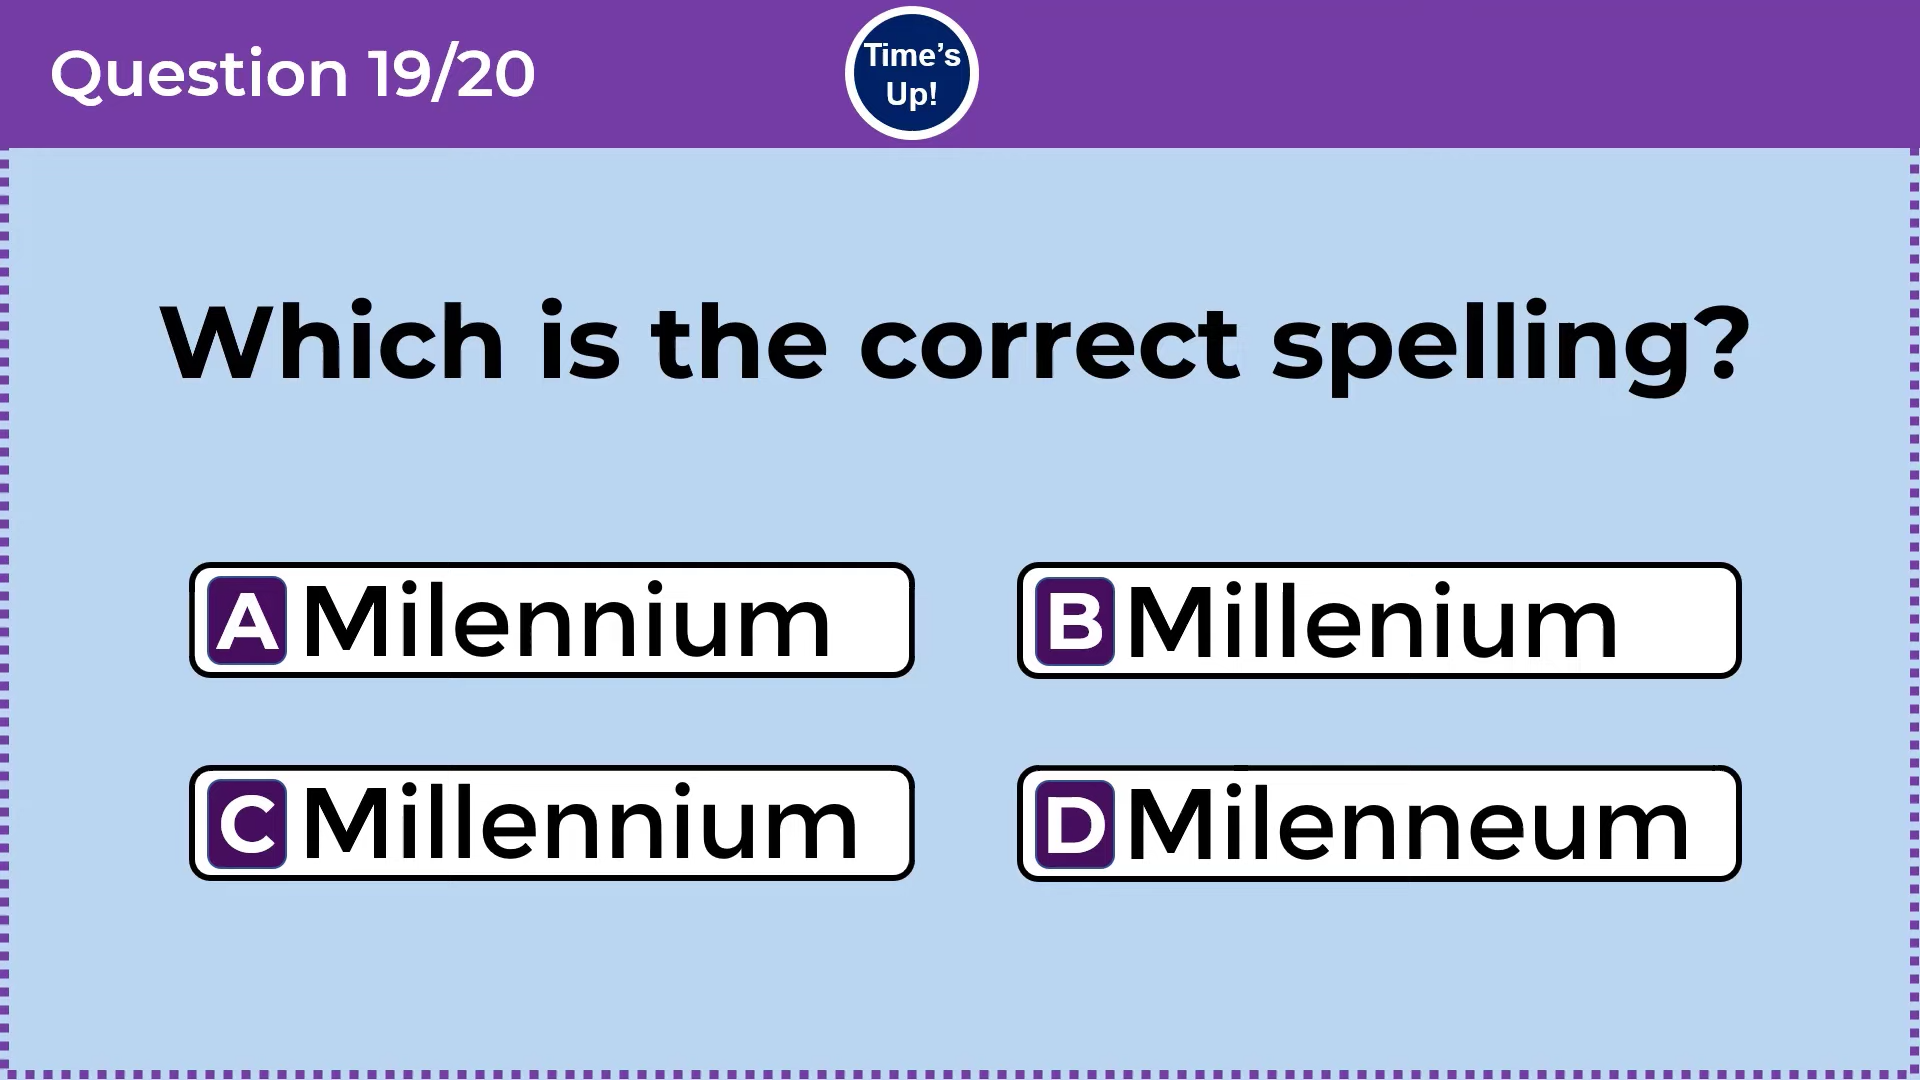 Question 19/20
Time’s
Up!
Which is the correct spelling?
A Milennium
B Millenium
C Millennium
D Milenneum